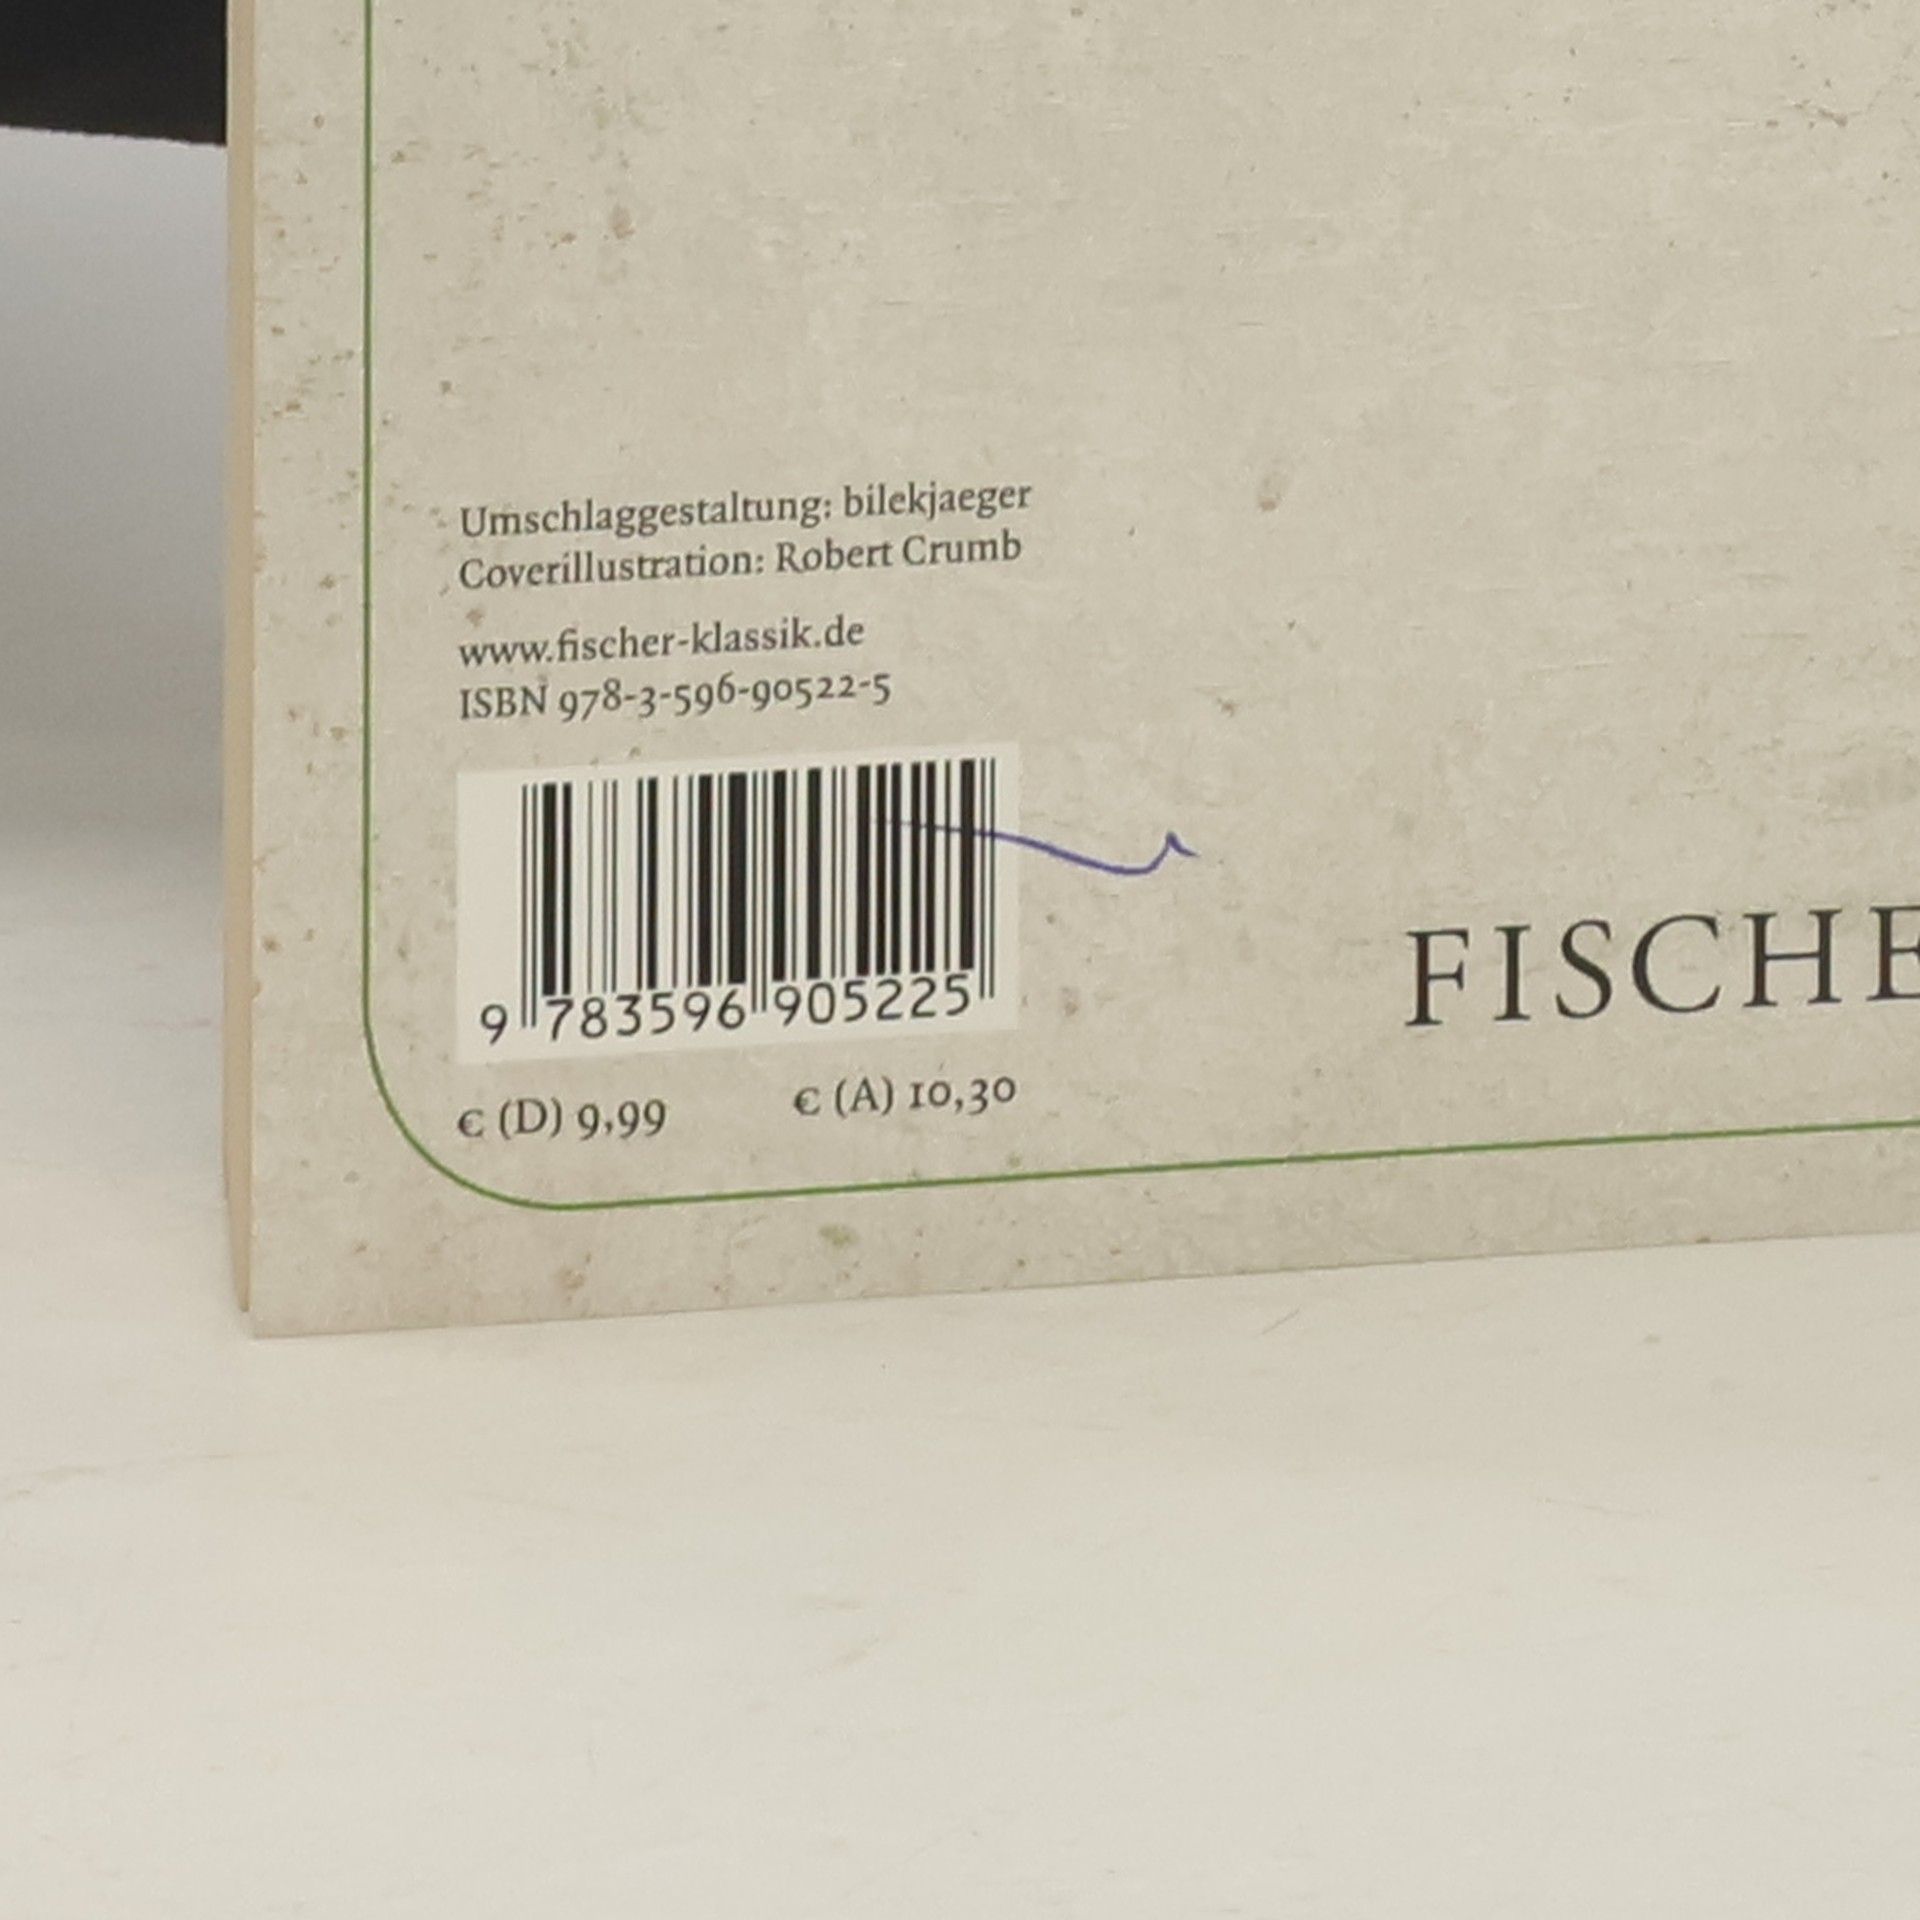 Umschlaggestaltung: bilekjaeger
Coverillustration: Robert Crumb
www.fischer-klassik.de
ISBN 978-3-596-90522-5
9 783596 905225
€ (D) 9,99 € (A) 10,30
FISCHE